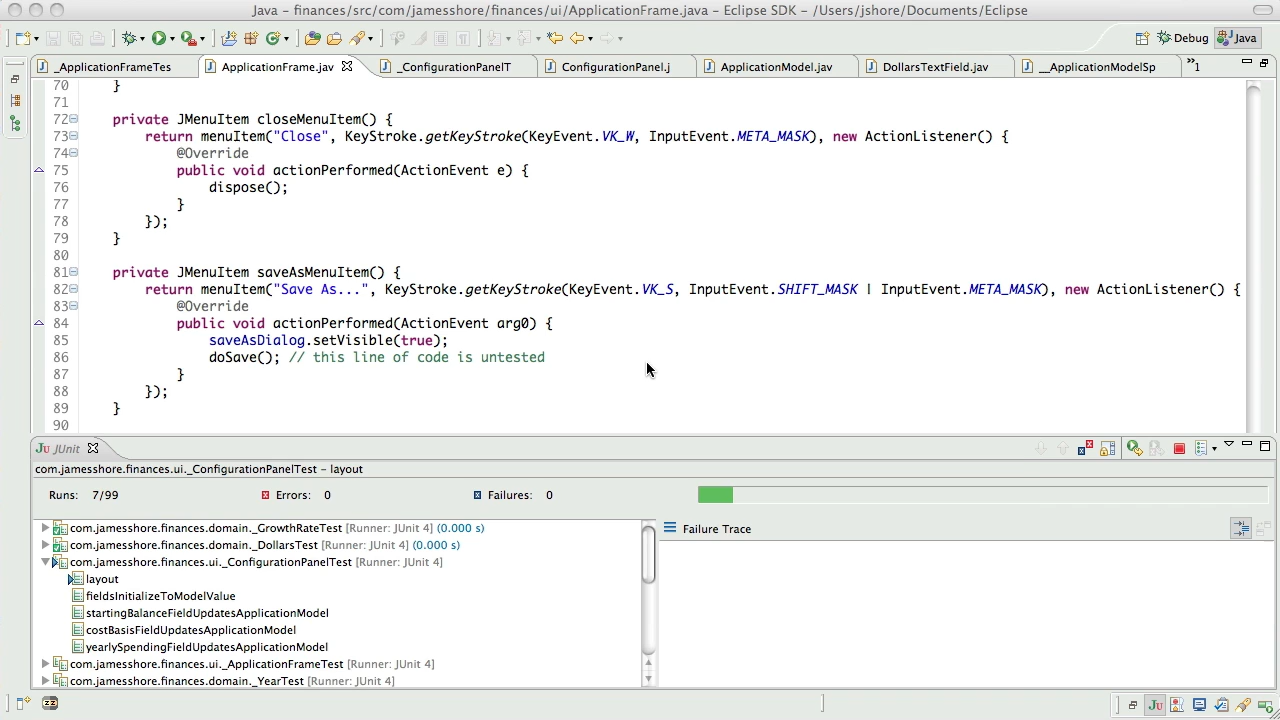 Java – finances/src/com/jamesshore/finances/ui/ApplicationFrame.java – Eclipse SDK – /Users/jshore/Documents/Eclipse
Debug Java
_ApplicationFrameTes ApplicationFrame.jav _ConfigurationPanelT ConfigurationPanel.j ApplicationModel.jav DollarsTextField.jav __ApplicationModelSp »1
70 }
71
72 private JMenuItem closeMenuItem() {
73 return menuItem("Close", KeyStroke.getKeyStroke(KeyEvent.VK_W, InputEvent.META_MASK), new ActionListener() {
74 @Override
75 public void actionPerformed(ActionEvent e) {
76 dispose();
77 }
78 });
79 }
80
81 private JMenuItem saveAsMenuItem() {
82 return menuItem("Save As...", KeyStroke.getKeyStroke(KeyEvent.VK_S, InputEvent.SHIFT_MASK | InputEvent.META_MASK), new ActionListener() {
83 @Override
84 public void actionPerformed(ActionEvent arg0) {
85 saveAsDialog.setVisible(true);
86 doSave(); // this line of code is untested
87 }
88 });
89 }
90
JU JUnit
com.jamesshore.finances.ui._ConfigurationPanelTest – layout
Runs: 7/99 Errors: 0 Failures: 0
com.jamesshore.finances.domain._GrowthRateTest [Runner: JUnit 4] (0.000 s)
Failure Trace
com.jamesshore.finances.domain._DollarsTest [Runner: JUnit 4] (0.000 s)
com.jamesshore.finances.ui._ConfigurationPanelTest [Runner: JUnit 4]
layout
fieldsInitializeToModelValue
startingBalanceFieldUpdatesApplicationModel
costBasisFieldUpdatesApplicationModel
yearlySpendingFieldUpdatesApplicationModel
com.jamesshore.finances.ui._ApplicationFrameTest [Runner: JUnit 4]
com.jamesshore.finances.domain._YearTest [Runner: JUnit 4]
JU